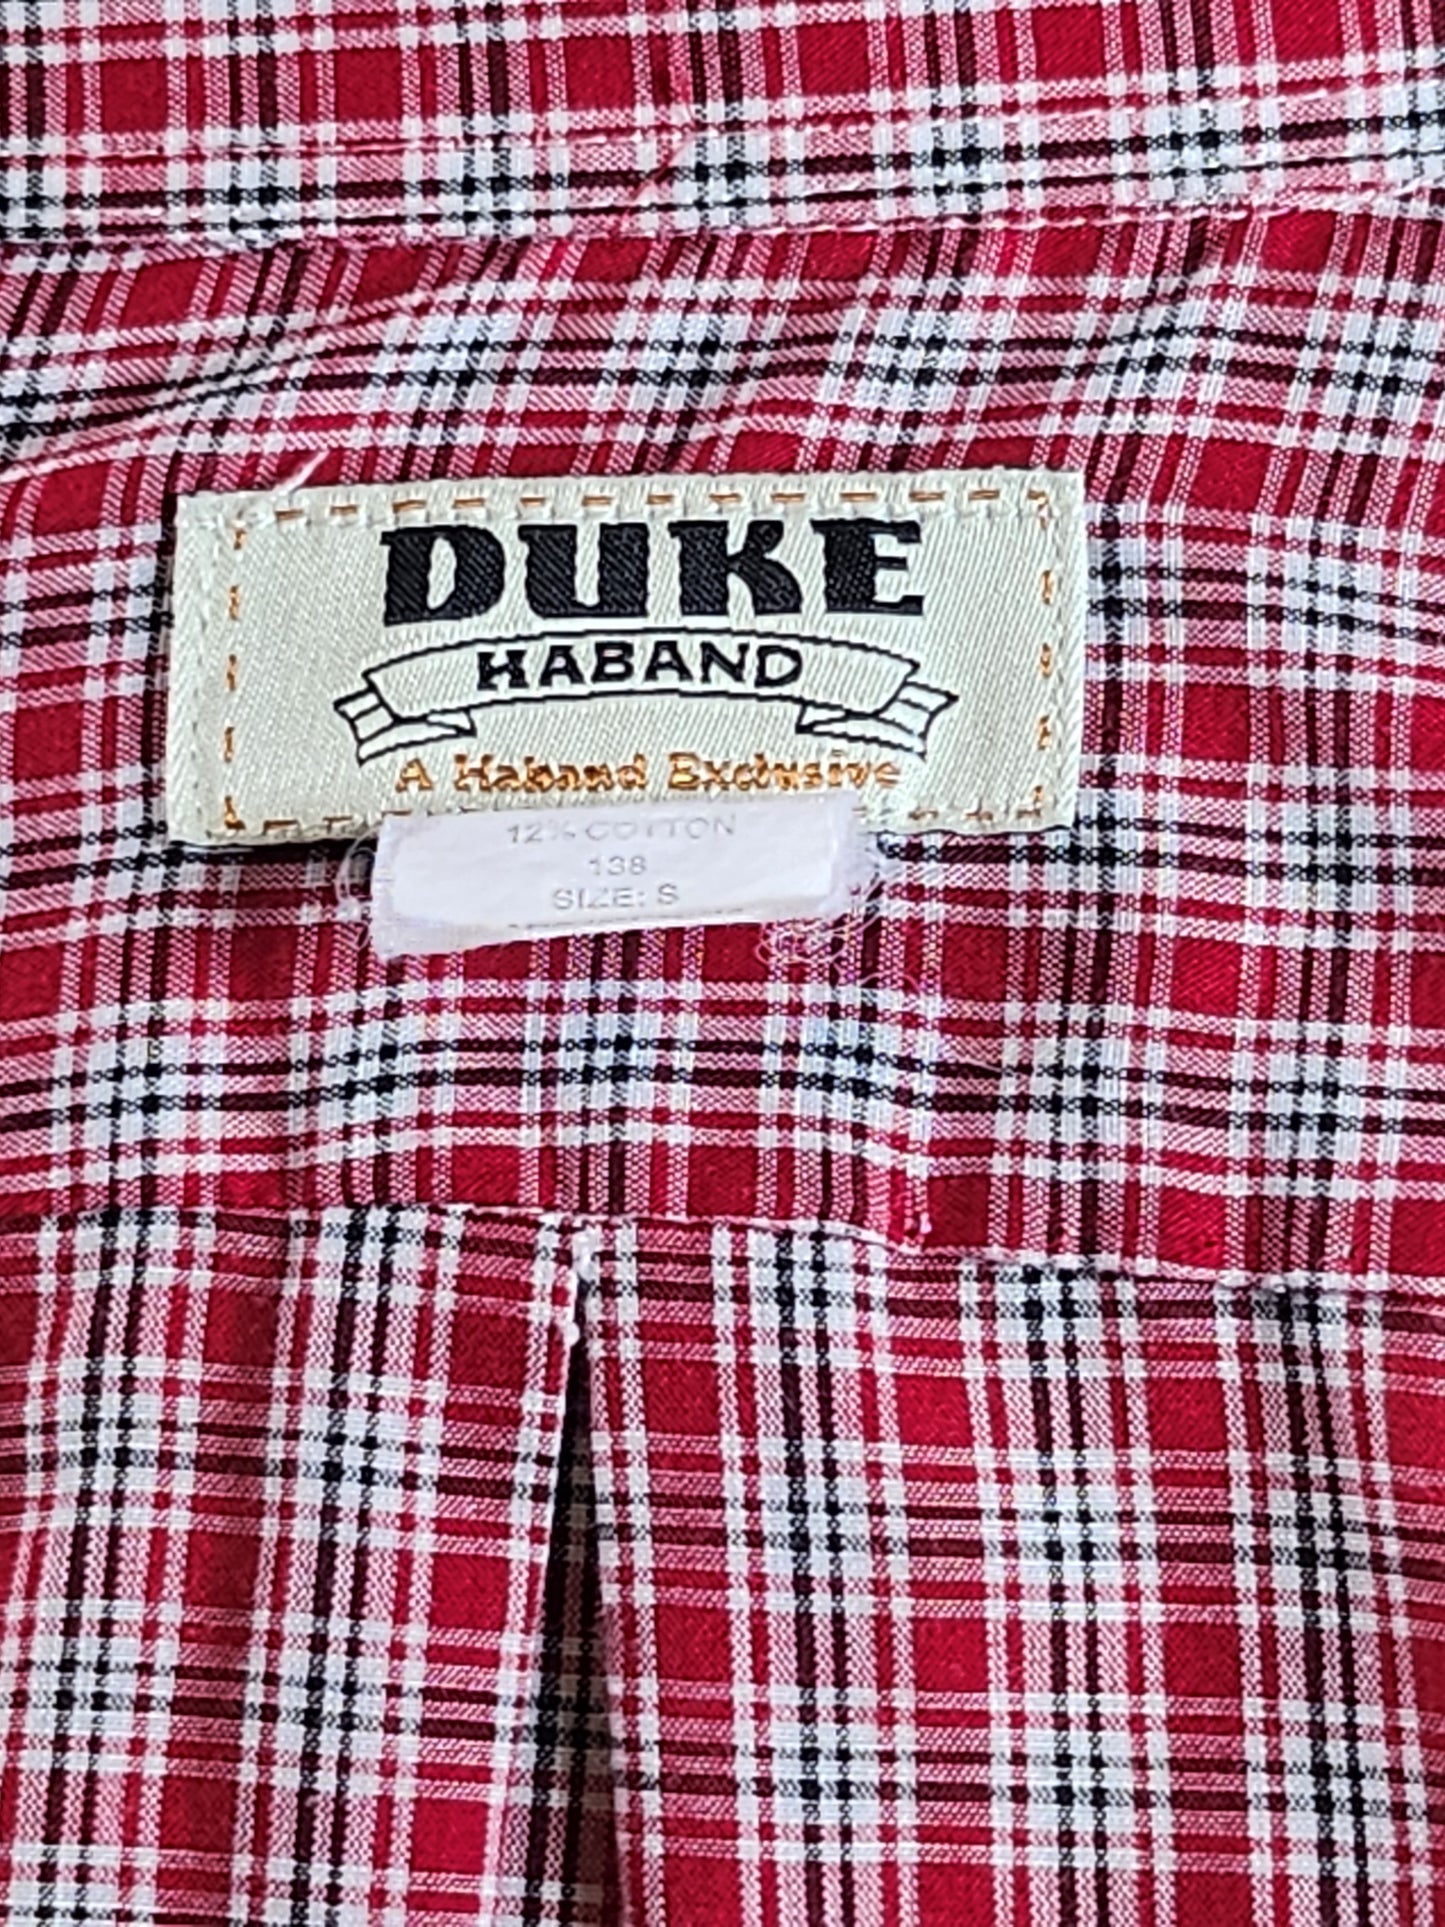 DUKE
HABAND
A Haband Exclusive
12% COTTON
138
SIZE: S